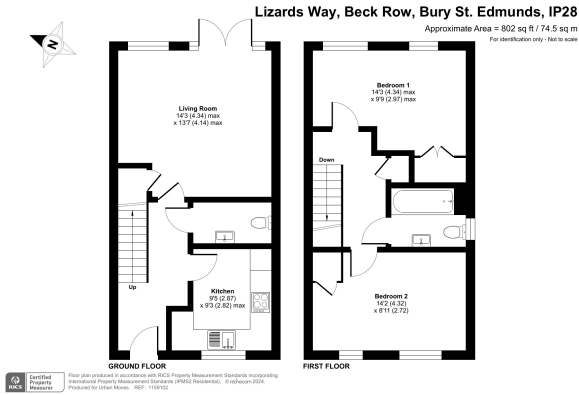 Lizards Way, Beck Row, Bury St. Edmunds, IP28
Approximate Area = 802 sq ft / 74.5 sq m
For identification only - Not to scale
N
Living Room
14'3 (4.34) max
x 13'7 (4.14) max
Up
Kitchen
9'5 (2.87)
x 9'3 (2.82) max
GROUND FLOOR
Bedroom 1
14'3 (4.34) max
x 9'9 (2.97) max
Down
Bedroom 2
14'2 (4.32)
x 8'11 (2.72)
FIRST FLOOR
RICS
Certified
Property
Measurer
Floor plan produced in accordance with RICS Property Measurement Standards incorporating
International Property Measurement Standards (IPMS2 Residential). © nichecom 2024.
Produced for Urban Moves. REF: 1159102